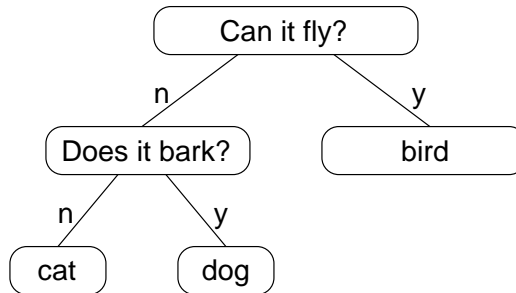 Can it fly?
n
y
Does it bark?
bird
n
y
cat
dog